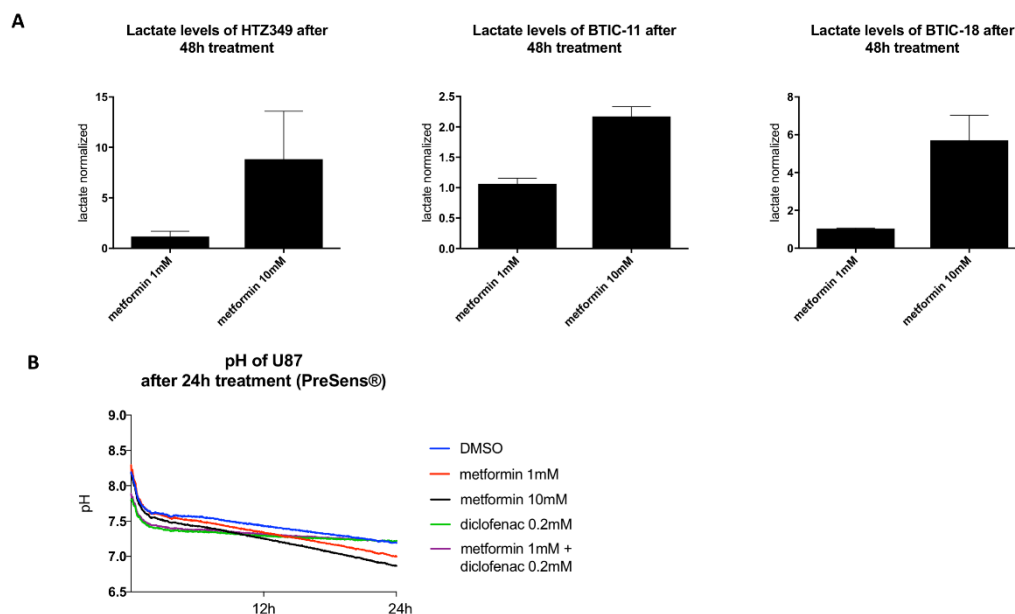 A
Lactate levels of HTZ349 after
48h treatment
lactate normalized
15
10
5
0
metformin 1mM
metformin 10mM
Lactate levels of BTIC-11 after
48h treatment
lactate normalized
2.5
2.0
1.5
1.0
0.5
0.0
metformin 1mM
metformin 10mM
Lactate levels of BTIC-18 after
48h treatment
lactate normalized
8
6
4
2
0
metformin 1mM
metformin 10mM
B
pH of U87
after 24h treatment (PreSens®)
pH
9.0
8.5
8.0
7.5
7.0
6.5
12h
24h
DMSO
metformin 1mM
metformin 10mM
diclofenac 0.2mM
metformin 1mM +
diclofenac 0.2mM